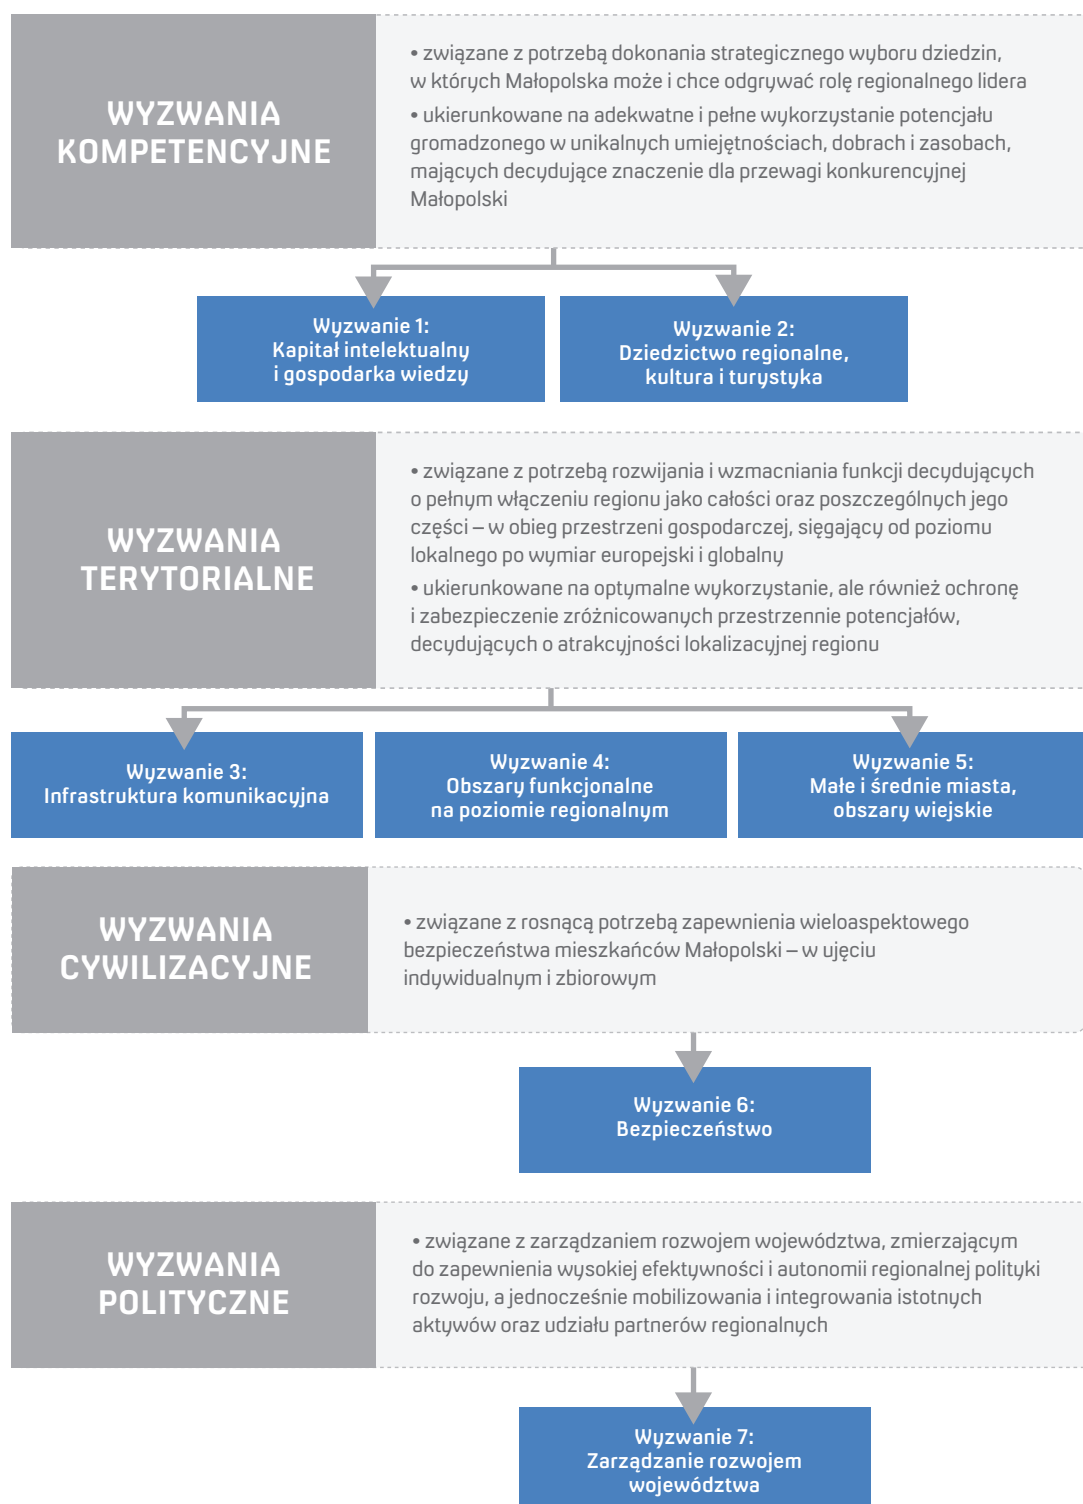 WYZWANIA
KOMPETENCYJNE
• związane z potrzebą dokonania strategicznego wyboru dziedzin,
w których Małopolska może i chce odgrywać rolę regionalnego lidera
• ukierunkowane na adekwatne i pełne wykorzystanie potencjału
gromadzonego w unikalnych umiejętnościach, dobrach i zasobach,
mających decydujące znaczenie dla przewagi konkurencyjnej
Małopolski
Wyzwanie 1:
Kapitał intelektualny
i gospodarka wiedzy
Wyzwanie 2:
Dziedzictwo regionalne,
kultura i turystyka
WYZWANIA
TERYTORIALNE
• związane z potrzebą rozwijania i wzmacniania funkcji decydujących
o pełnym włączeniu regionu jako całości oraz poszczególnych jego
części – w obieg przestrzeni gospodarczej, sięgający od poziomu
lokalnego po wymiar europejski i globalny
• ukierunkowane na optymalne wykorzystanie, ale również ochronę
i zabezpieczenie zróżnicowanych przestrzennie potencjałów,
decydujących o atrakcyjności lokalizacyjnej regionu
Wyzwanie 3:
Infrastruktura komunikacyjna
Wyzwanie 4:
Obszary funkcjonalne
na poziomie regionalnym
Wyzwanie 5:
Małe i średnie miasta,
obszary wiejskie
WYZWANIA
CYWILIZACYJNE
• związane z rosnącą potrzebą zapewnienia wieloaspektowego
bezpieczeństwa mieszkańców Małopolski – w ujęciu
indywidualnym i zbiorowym
Wyzwanie 6:
Bezpieczeństwo
WYZWANIA
POLITYCZNE
• związane z zarządzaniem rozwojem województwa, zmierzającym
do zapewnienia wysokiej efektywności i autonomii regionalnej polityki
rozwoju, a jednocześnie mobilizowania i integrowania istotnych
aktywów oraz udziału partnerów regionalnych
Wyzwanie 7:
Zarządzanie rozwojem
województwa